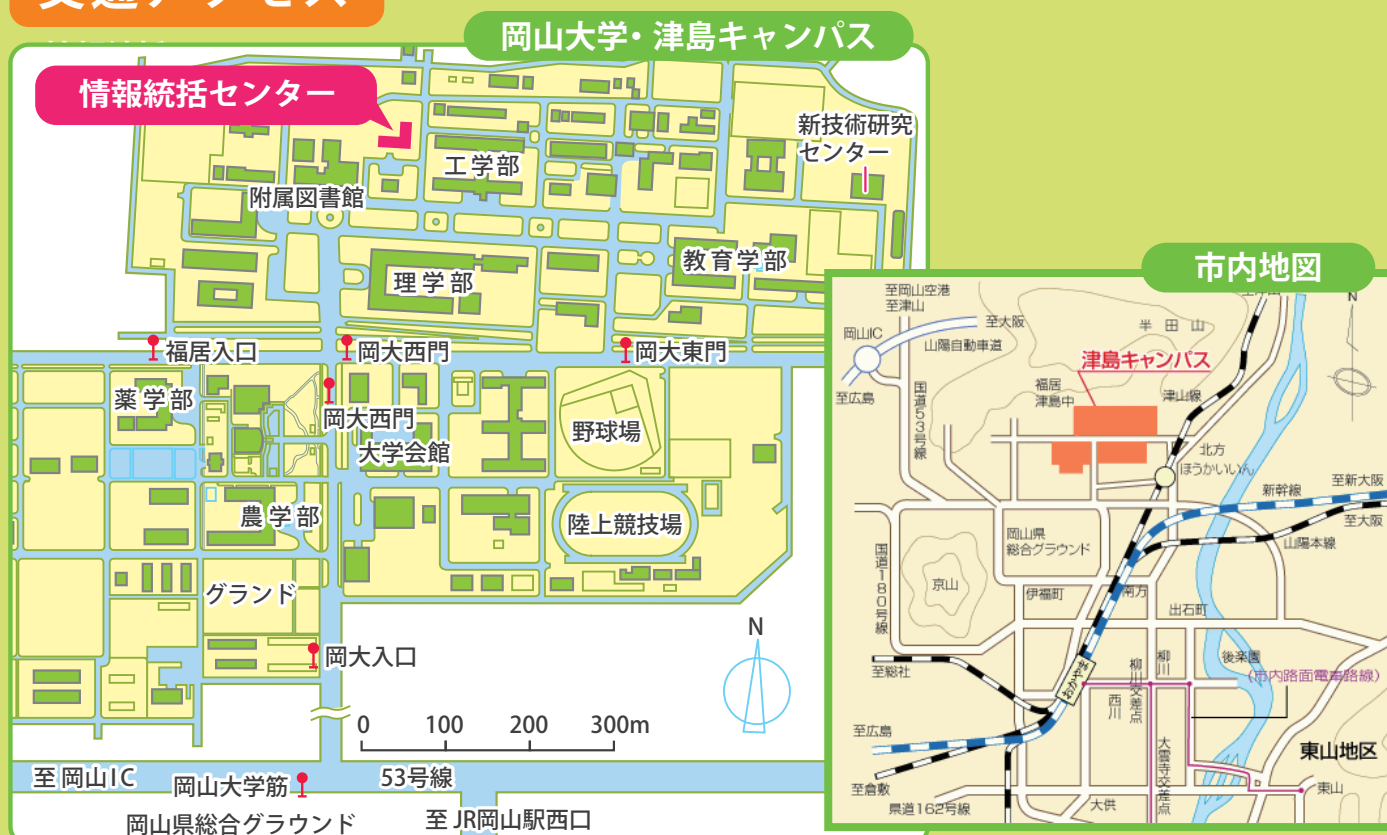 交通アクセス
岡山大学・津島キャンパス
情報統括センター
新技術研究
センター
工学部
附属図書館
教育学部
理学部
福居入口
岡大西門
岡大東門
薬学部
岡大西門
大学会館
野球場
農学部
陸上競技場
グランド
岡大入口
N
0 100 200 300m
至岡山IC
岡山大学筋
53号線
岡山県総合グラウンド
至JR岡山駅西口
市内地図
至岡山空港
至津山
N
岡山IC
至大阪
山陽自動車道
半田山
津島キャンパス
至広島
国道53号線
福居
津島中
津山線
北方
ほうかいいん
新幹線
至新大阪
至大阪
山陽本線
岡山県
総合グラウンド
国道180号線
京山
伊福町
南方
出石町
至総社
おかやま
柳川交差点
柳川
後楽園
(市内路面電車路線)
西川
至広島
大雲寺交差点
東山地区
至倉敷
東山
県道162号線
大供